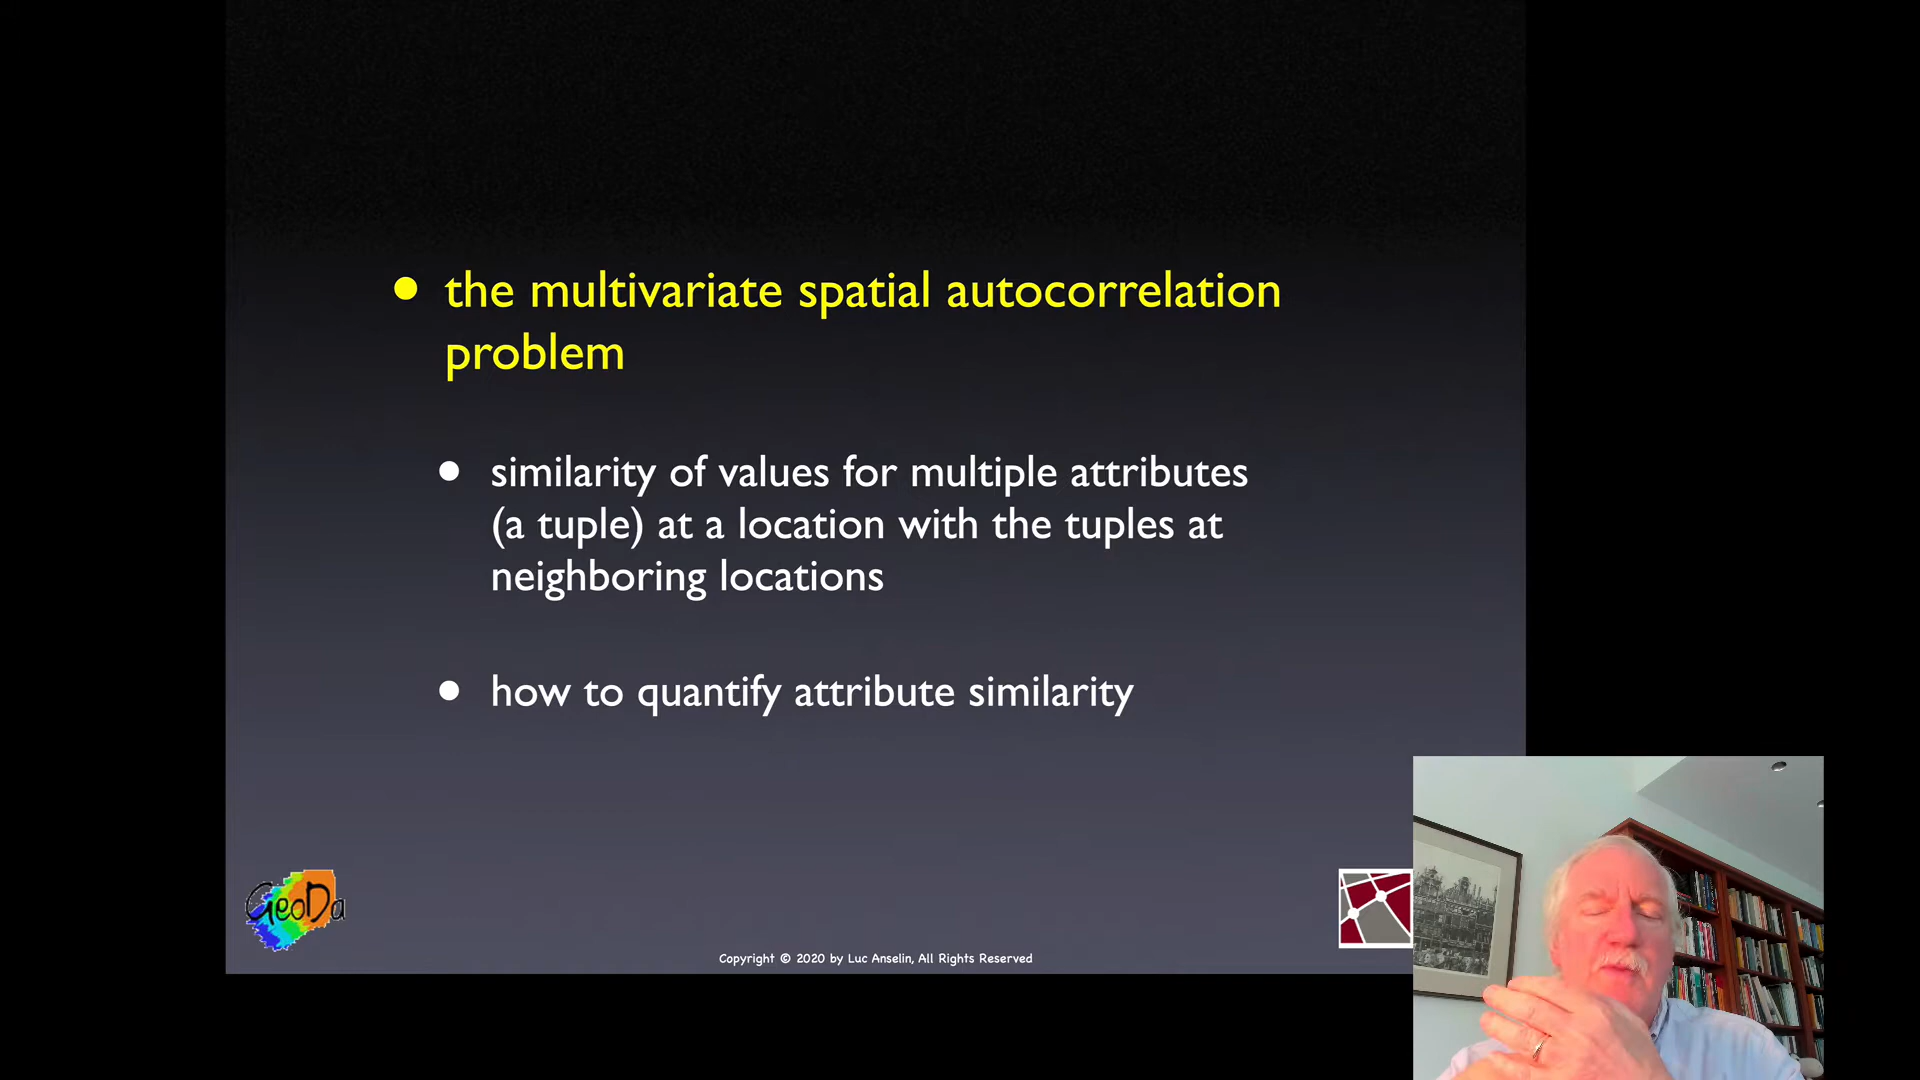 • the multivariate spatial autocorrelation
problem
• similarity of values for multiple attributes
(a tuple) at a location with the tuples at
neighboring locations
• how to quantify attribute similarity
GeoDa
Copyright © 2020 by Luc Anselin, All Rights Reserved